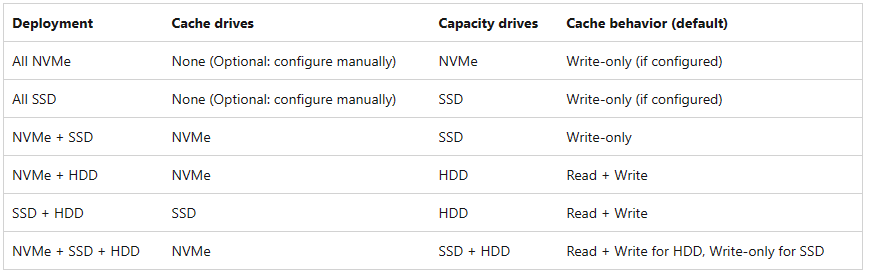 Deployment Cache drives Capacity drives Cache behavior (default)
All NVMe None (Optional: configure manually) NVMe Write-only (if configured)
All SSD None (Optional: configure manually) SSD Write-only (if configured)
NVMe + SSD NVMe SSD Write-only
NVMe + HDD NVMe HDD Read + Write
SSD + HDD SSD HDD Read + Write
NVMe + SSD + HDD NVMe SSD + HDD Read + Write for HDD, Write-only for SSD